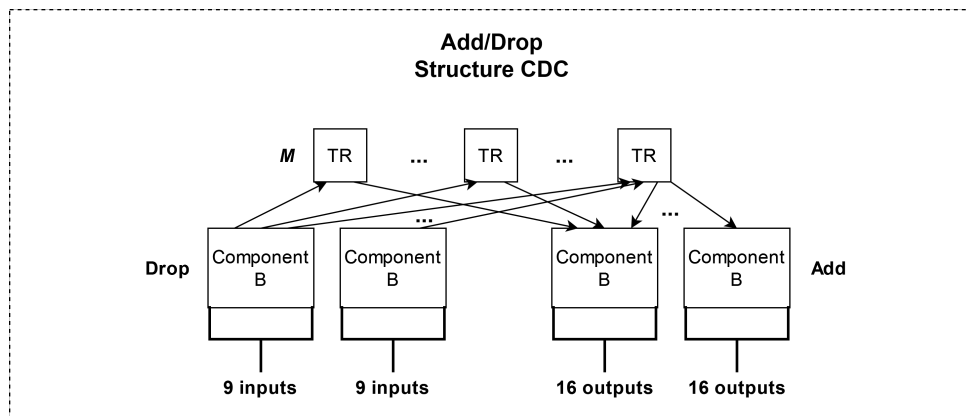 Add/Drop
Structure CDC
M TR ... TR ... TR
... ...
Drop Component B Component B Component B Component B Add
9 inputs 9 inputs 16 outputs 16 outputs